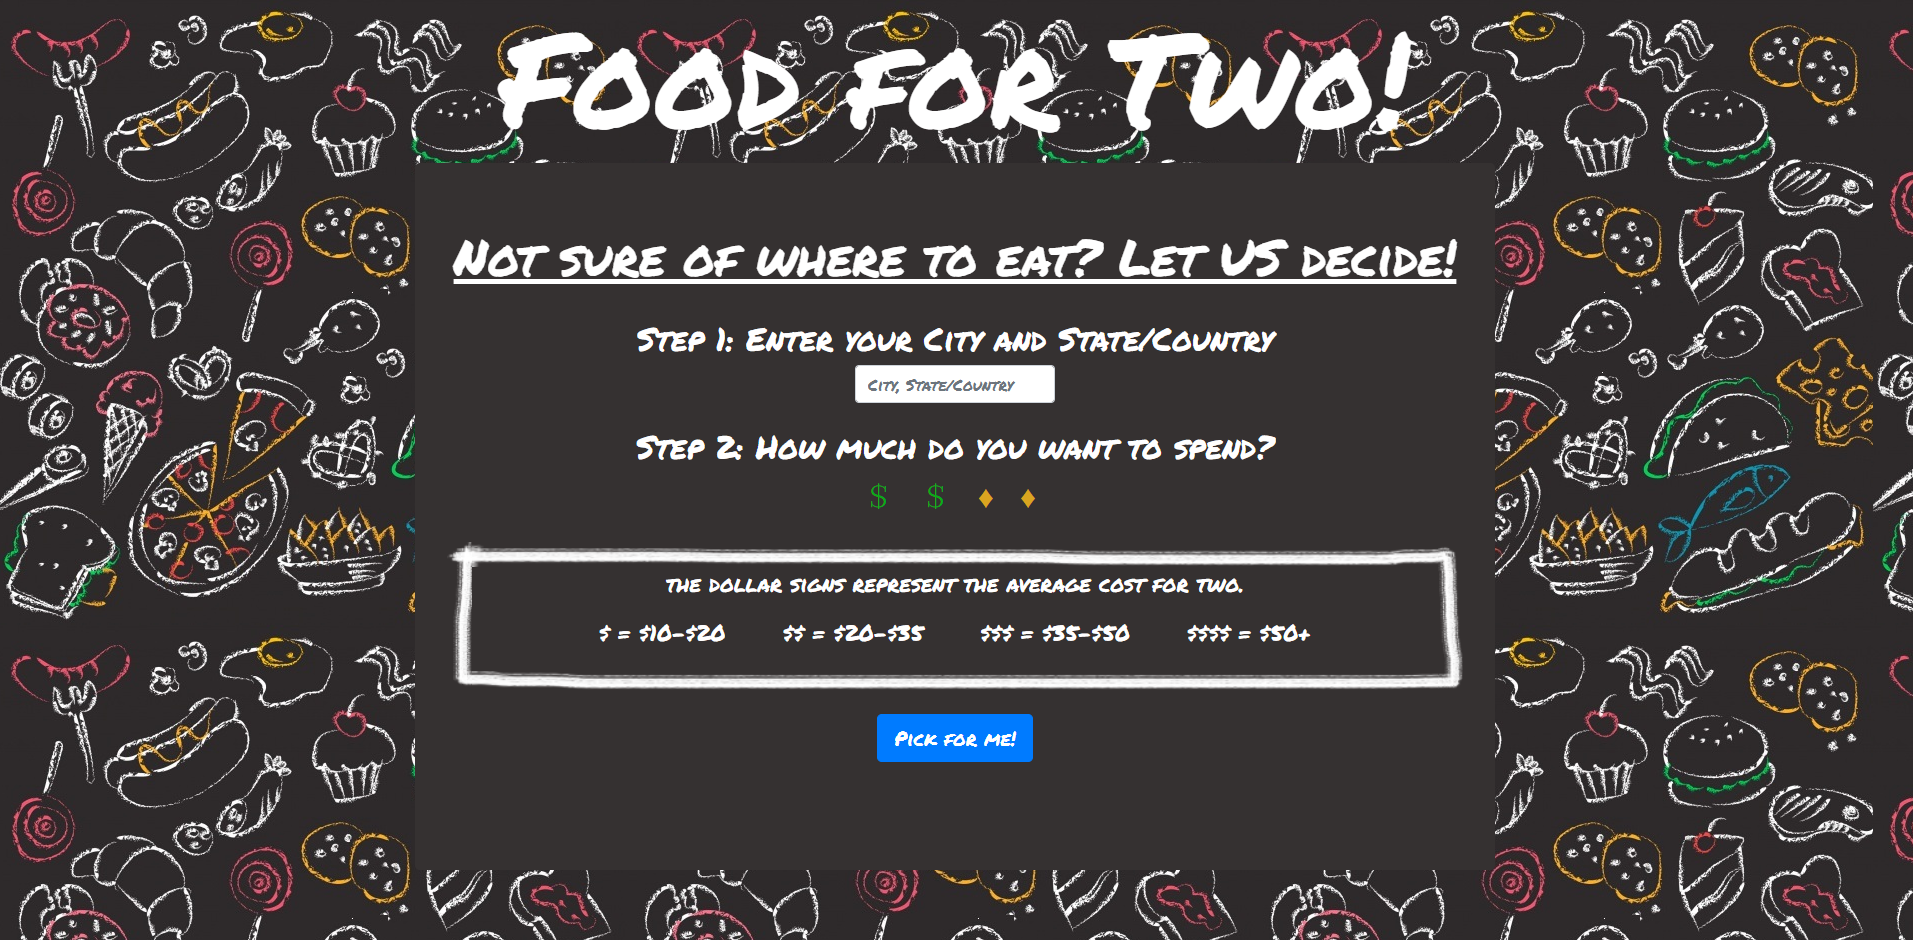 Food for Two!
Not sure of where to eat? Let US decide!
Step 1: Enter your City and State/Country
City, State/Country
Step 2: How much do you want to spend?
$ $ ♦ ♦
the dollar signs represent the average cost for two.
$ = $10-$20 $$ = $20-$35 $$$ = $35-$50 $$$$ = $50+
Pick for me!